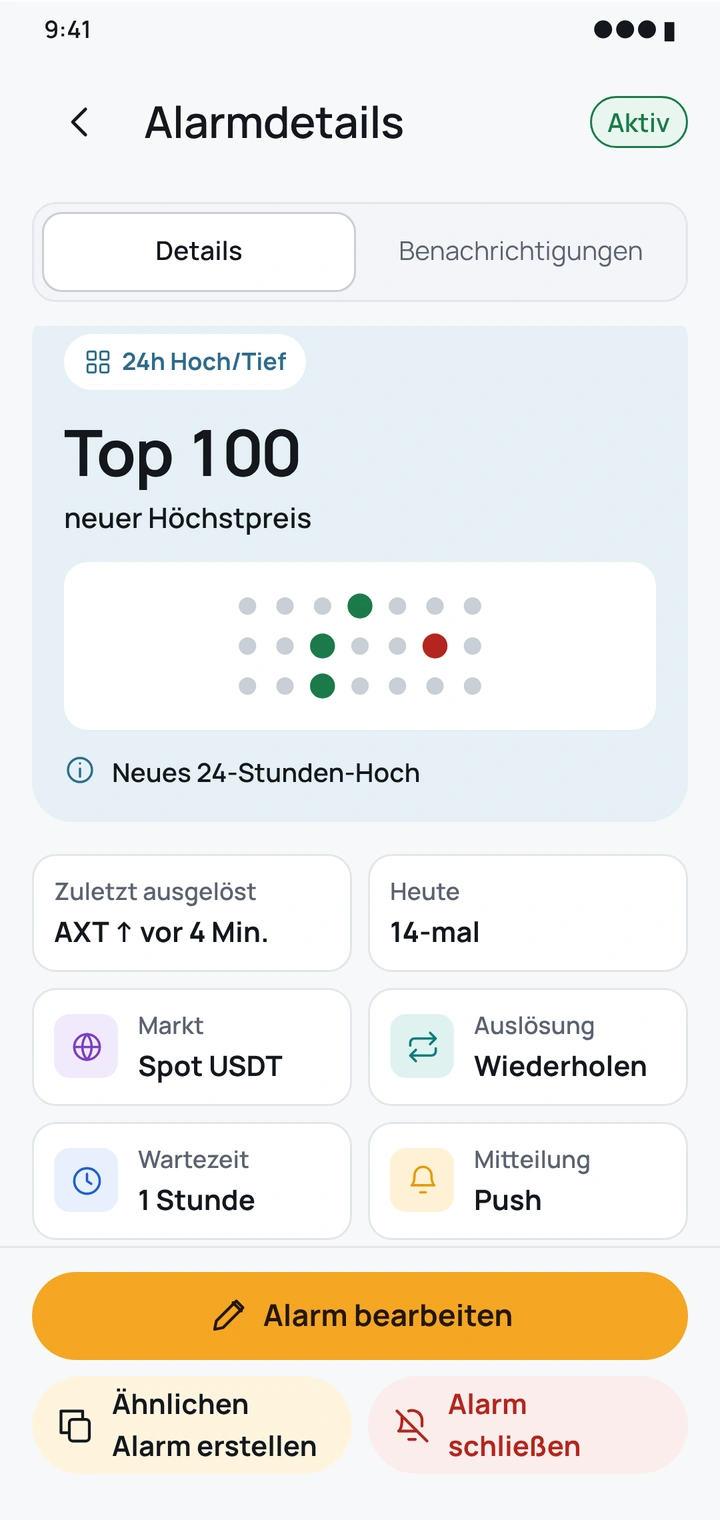 9:41
Alarmdetails
Aktiv
Details
Benachrichtigungen
24h Hoch/Tief
Top 100
neuer Höchstpreis
Neues 24-Stunden-Hoch
Zuletzt ausgelöst
AXT ↑ vor 4 Min.
Heute
14-mal
Markt
Spot USDT
Auslösung
Wiederholen
Wartezeit
1 Stunde
Mitteilung
Push
Alarm bearbeiten
Ähnlichen
Alarm erstellen
Alarm
schließen